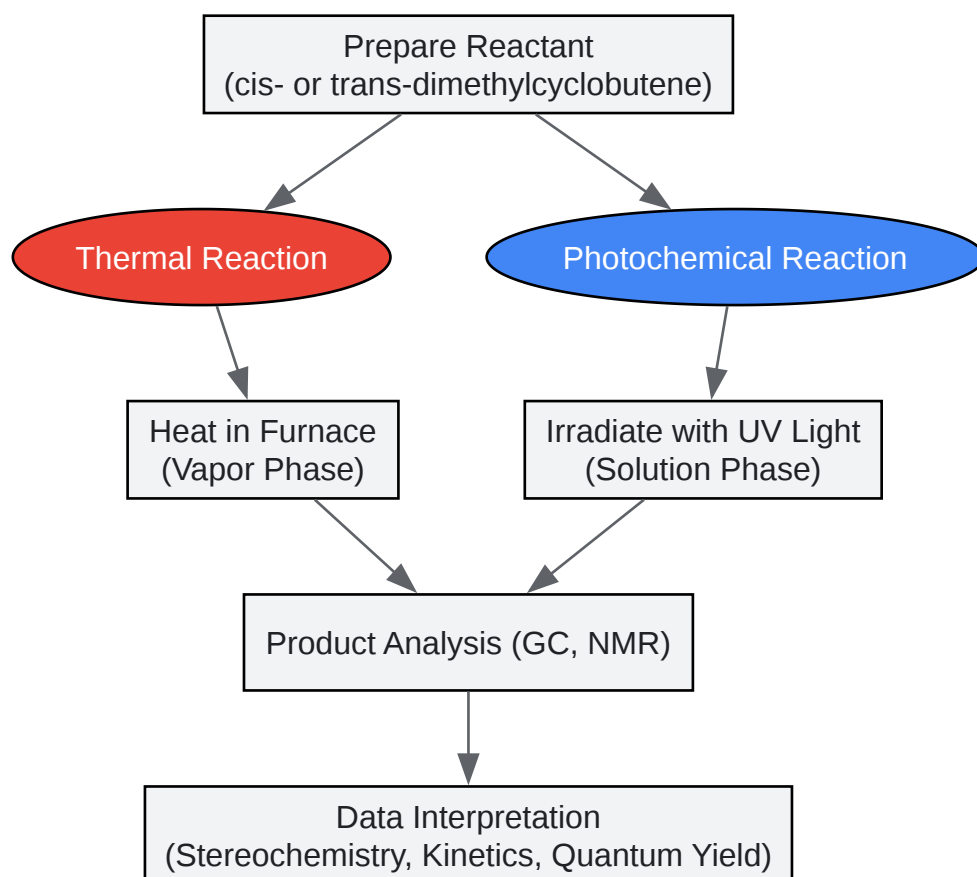 Prepare Reactant
(cis- or trans-dimethylcyclobutene)
Thermal Reaction
Photochemical Reaction
Heat in Furnace
(Vapor Phase)
Irradiate with UV Light
(Solution Phase)
Product Analysis (GC, NMR)
Data Interpretation
(Stereochemistry, Kinetics, Quantum Yield)